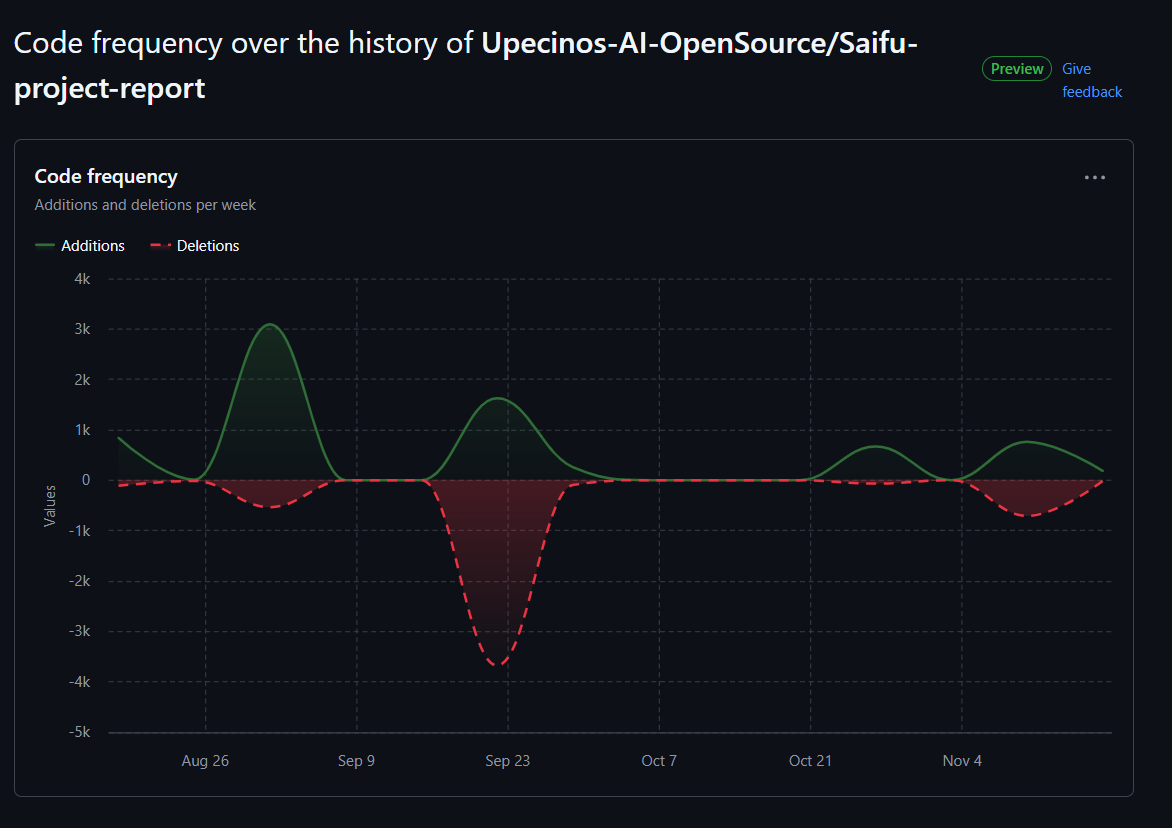 Code frequency over the history of Upecinos-AI-OpenSource/Saifu-
project-report
Preview
Give
feedback
Code frequency
Additions and deletions per week
Additions
Deletions
4k
3k
2k
1k
0
-1k
-2k
-3k
-4k
-5k
Values
Aug 26
Sep 9
Sep 23
Oct 7
Oct 21
Nov 4